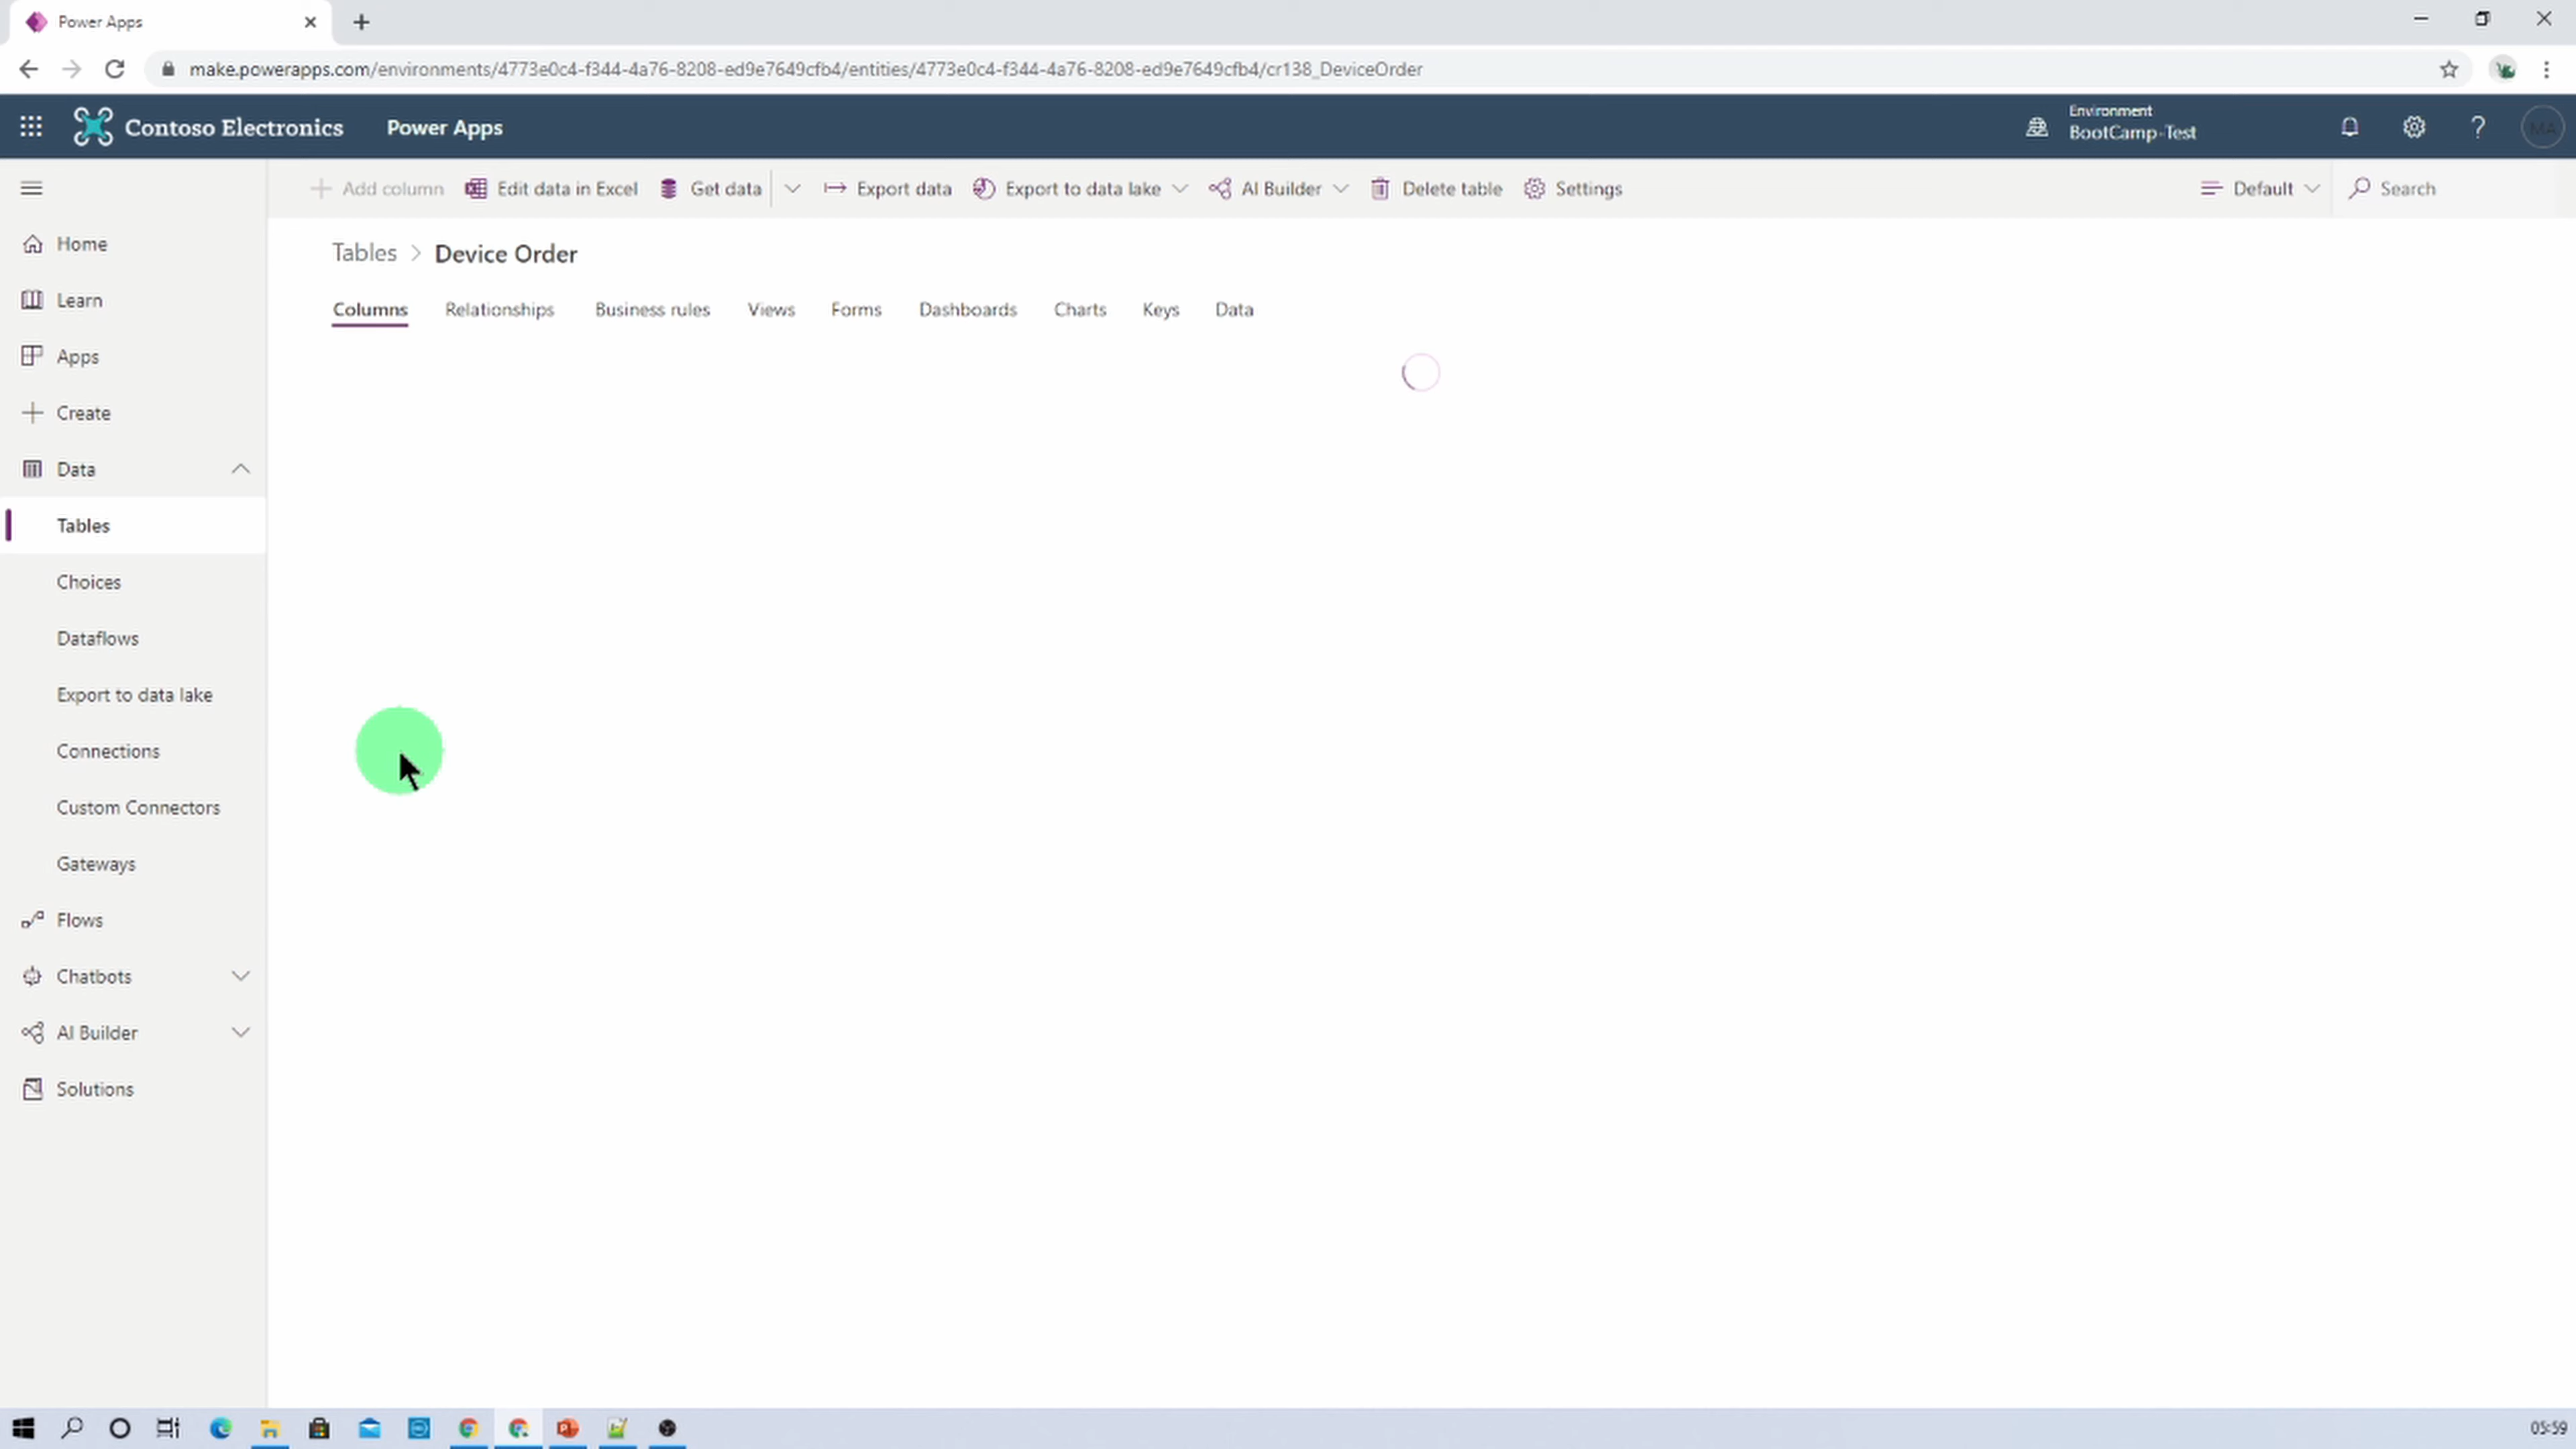 Power Apps
make.powerapps.com/environments/4773e0c4-f344-4a76-8208-ed9e7649cfb4/entities/4773e0c4-f344-4a76-8208-ed9e7649cfb4/cr138_DeviceOrder
Contoso Electronics Power Apps
Environment
BootCamp-Test
MA
Add column Edit data in Excel Get data Export data Export to data lake AI Builder Delete table Settings Default Search
Tables > Device Order
Columns Relationships Business rules Views Forms Dashboards Charts Keys Data
Home
Learn
Apps
Create
Data
Tables
Choices
Dataflows
Export to data lake
Connections
Custom Connectors
Gateways
Flows
Chatbots
AI Builder
Solutions
05:59